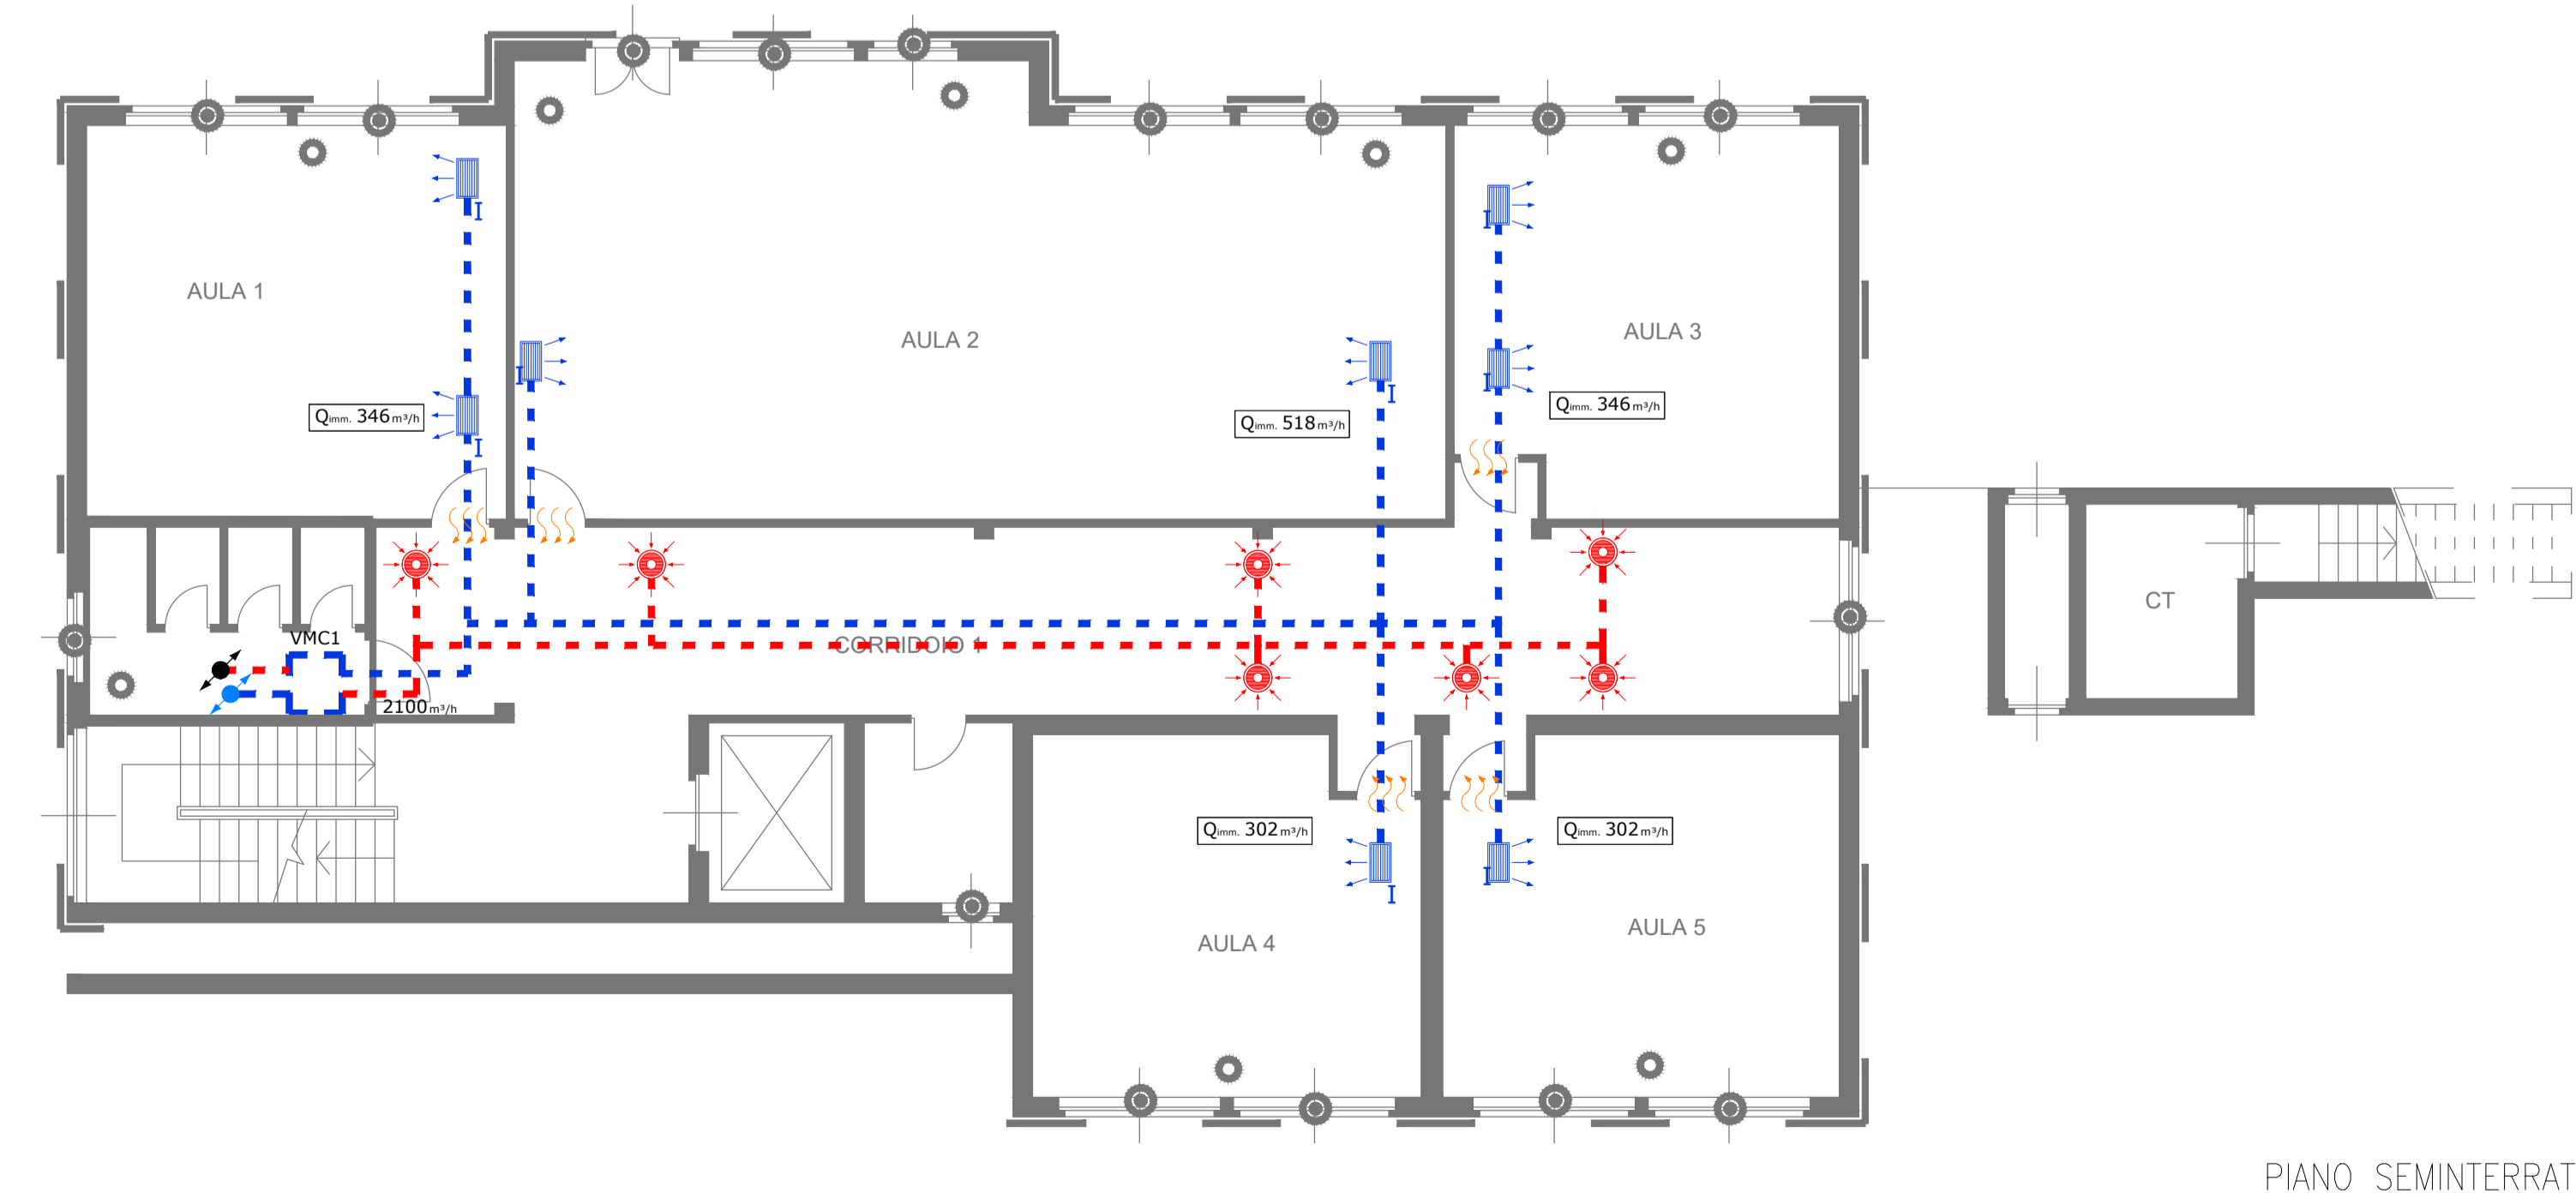 AULA 1
AULA 2
AULA 3
Qimm. 346 m³/h
Qimm. 518 m³/h
Qimm. 346 m³/h
I
I
I
I
I
I
CT
VMC1
CORRIDOIO 1
2100 m³/h
Qimm. 302 m³/h
Qimm. 302 m³/h
I
I
AULA 4
AULA 5
PIANO SEMINTERRAT